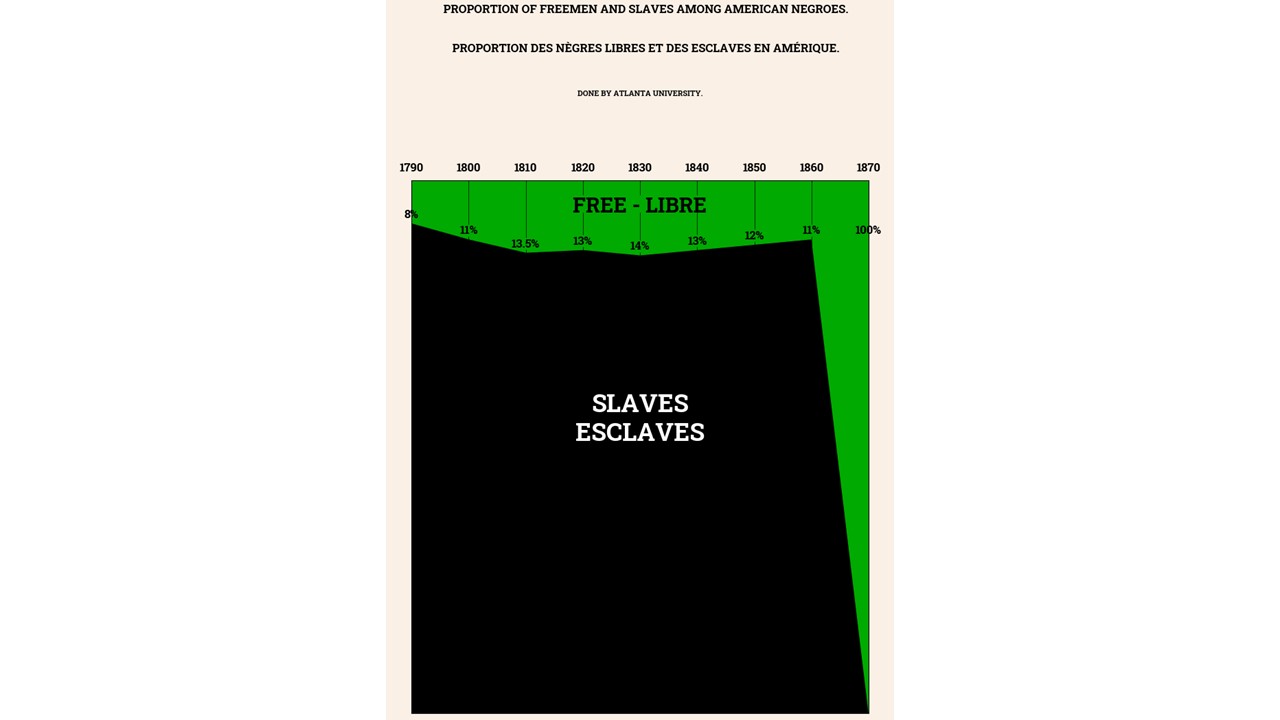 PROPORTION OF FREEMEN AND SLAVES AMONG AMERICAN NEGROES.
PROPORTION DES NÈGRES LIBRES ET DES ESCLAVES EN AMÉRIQUE.
DONE BY ATLANTA UNIVERSITY.
1790 1800 1810 1820 1830 1840 1850 1860 1870
FREE - LIBRE
8% 11% 13.5% 13% 14% 13% 12% 11% 100%
SLAVES
ESCLAVES